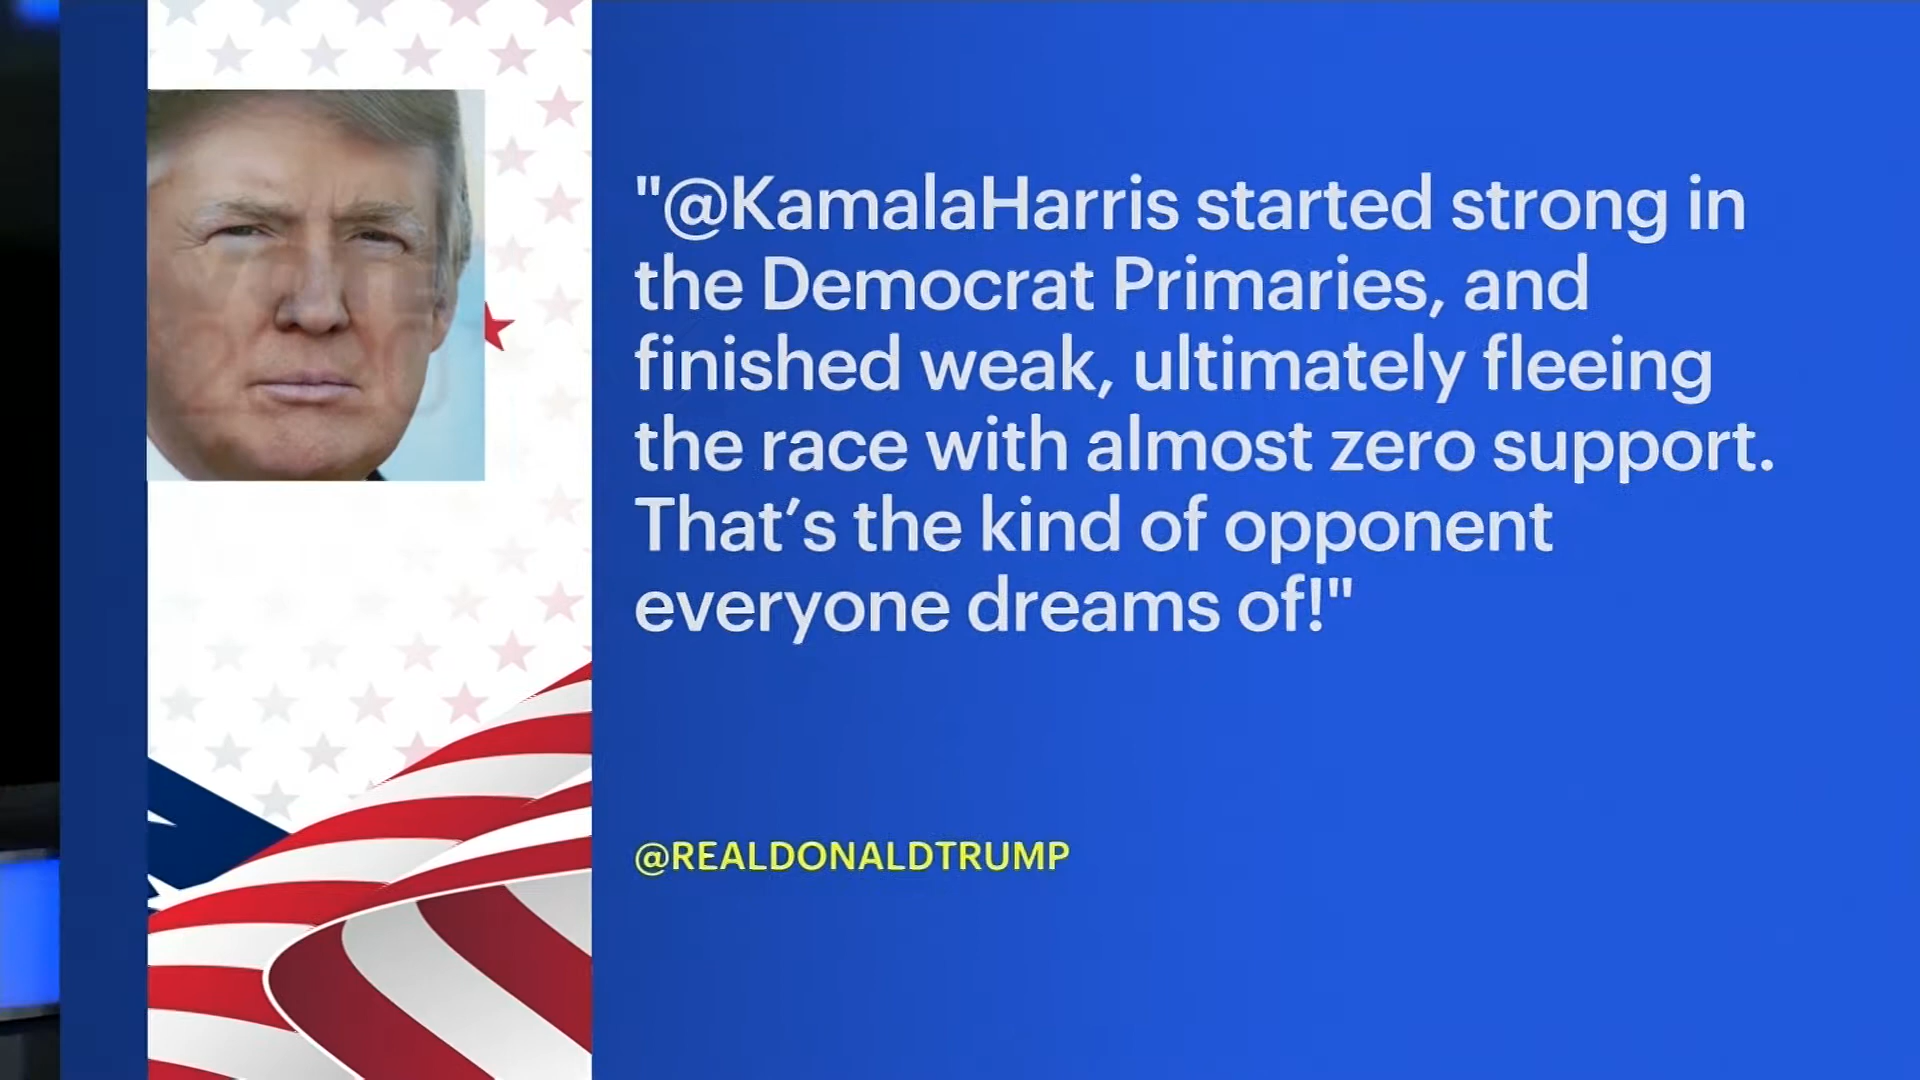 "@KamalaHarris started strong in
the Democrat Primaries, and
finished weak, ultimately fleeing
the race with almost zero support.
That’s the kind of opponent
everyone dreams of!"
@REALDONALDTRUMP